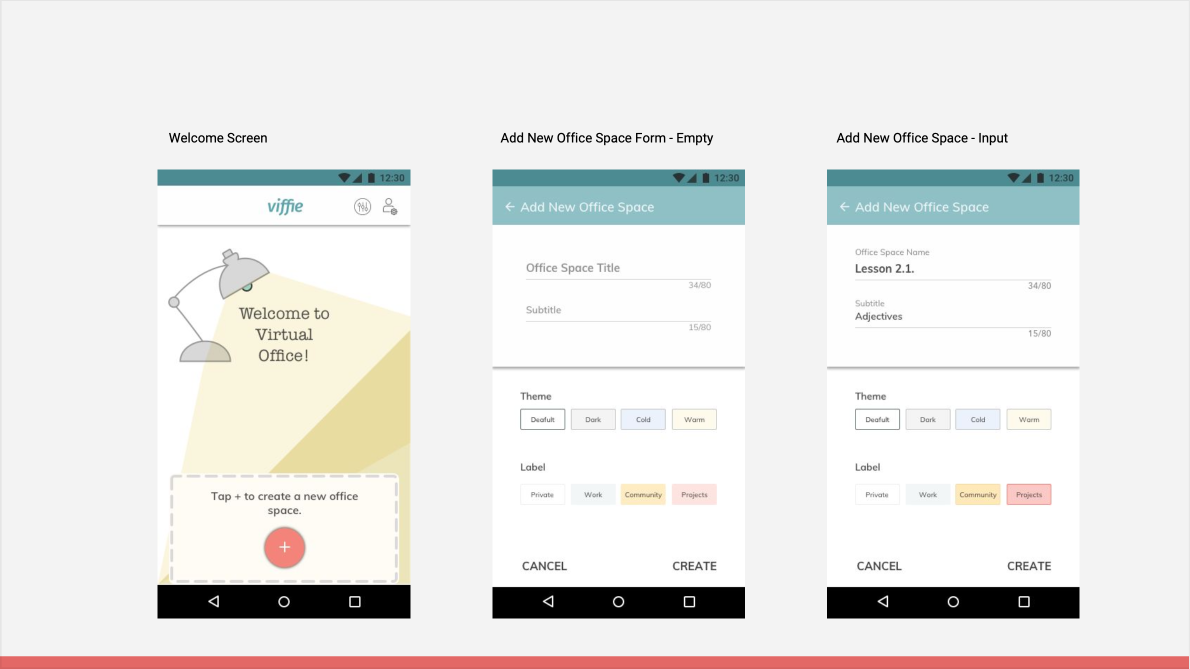 Welcome Screen
12:30
viffie
Welcome to
Virtual
Office!
Tap + to create a new office
space.
+
Add New Office Space Form - Empty
12:30
Add New Office Space
Office Space Title
34/80
Subtitle
15/80
Theme
Deafult Dark Cold Warm
Label
Private Work Community Projects
CANCEL CREATE
Add New Office Space - Input
12:30
Add New Office Space
Office Space Name
Lesson 2.1.
34/80
Subtitle
Adjectives
15/80
Theme
Deafult Dark Cold Warm
Label
Private Work Community Projects
CANCEL CREATE